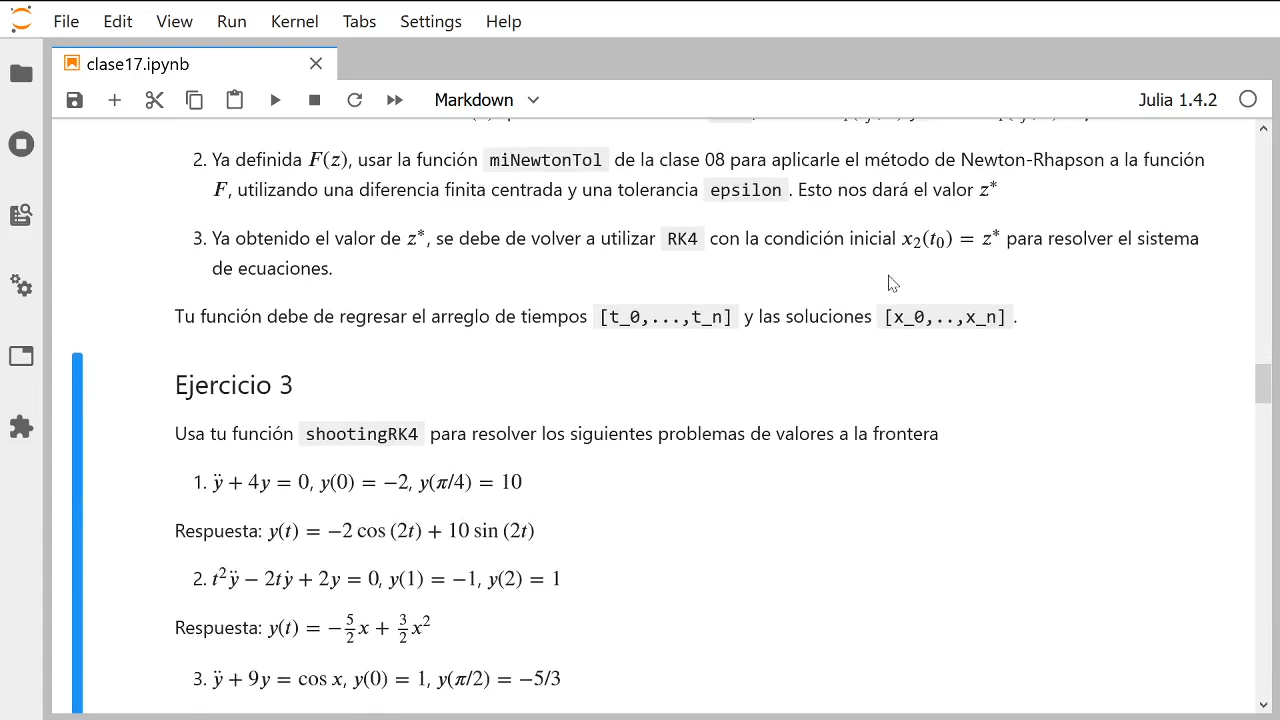 File Edit View Run Kernel Tabs Settings Help
clase17.ipynb
Markdown
Julia 1.4.2
2. Ya definida F(z), usar la función miNewtonTol de la clase 08 para aplicarle el método de Newton-Rhapson a la función
F, utilizando una diferencia finita centrada y una tolerancia epsilon. Esto nos dará el valor z*
3. Ya obtenido el valor de z*, se debe de volver a utilizar RK4 con la condición inicial x₂(t₀) = z* para resolver el sistema
de ecuaciones.
Tu función debe de regresar el arreglo de tiempos [t_0,...,t_n] y las soluciones [x_0,..,x_n].
Ejercicio 3
Usa tu función shootingRK4 para resolver los siguientes problemas de valores a la frontera
1. ÿ + 4y = 0, y(0) = −2, y(π/4) = 10
Respuesta: y(t) = −2 cos (2t) + 10 sin (2t)
2. t²ÿ − 2tẏ + 2y = 0, y(1) = −1, y(2) = 1
Respuesta: y(t) = −5/2 x + 3/2 x²
3. ÿ + 9y = cos x, y(0) = 1, y(π/2) = −5/3